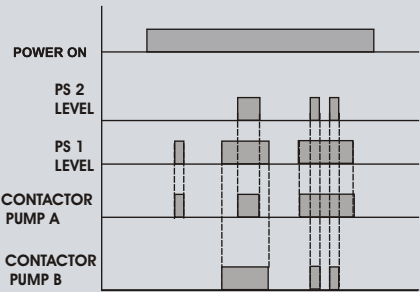 POWER ON
PS 2
LEVEL
PS 1
LEVEL
CONTACTOR
PUMP A
CONTACTOR
PUMP B